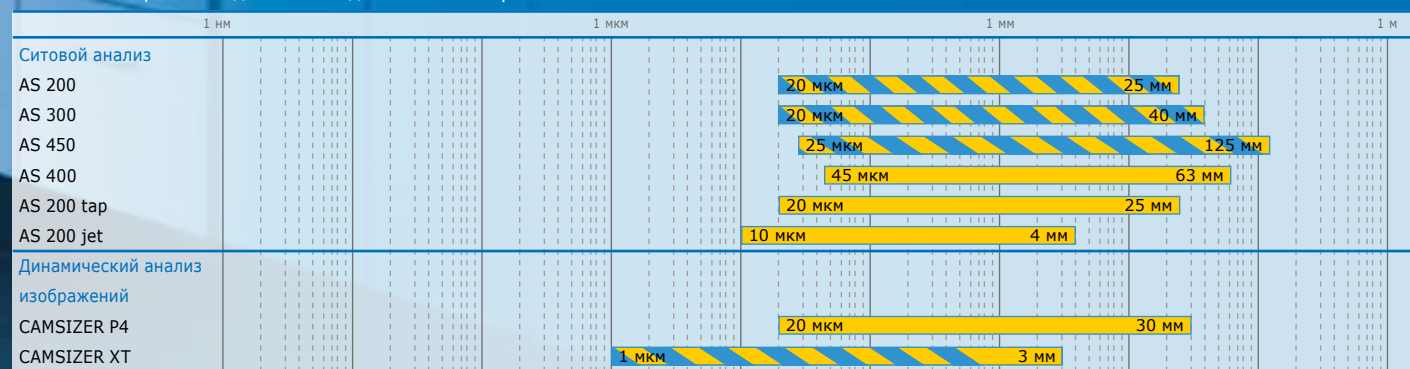 1 нм 1 мкм 1 мм 1 м
Ситовой анализ
AS 200 20 мкм 25 мм
AS 300 20 мкм 40 мм
AS 450 25 мкм 125 мм
AS 400 45 мкм 63 мм
AS 200 tap 20 мкм 25 мм
AS 200 jet 10 мкм 4 мм
Динамический анализ
изображений
CAMSIZER P4 20 мкм 30 мм
CAMSIZER XT 1 мкм 3 мм